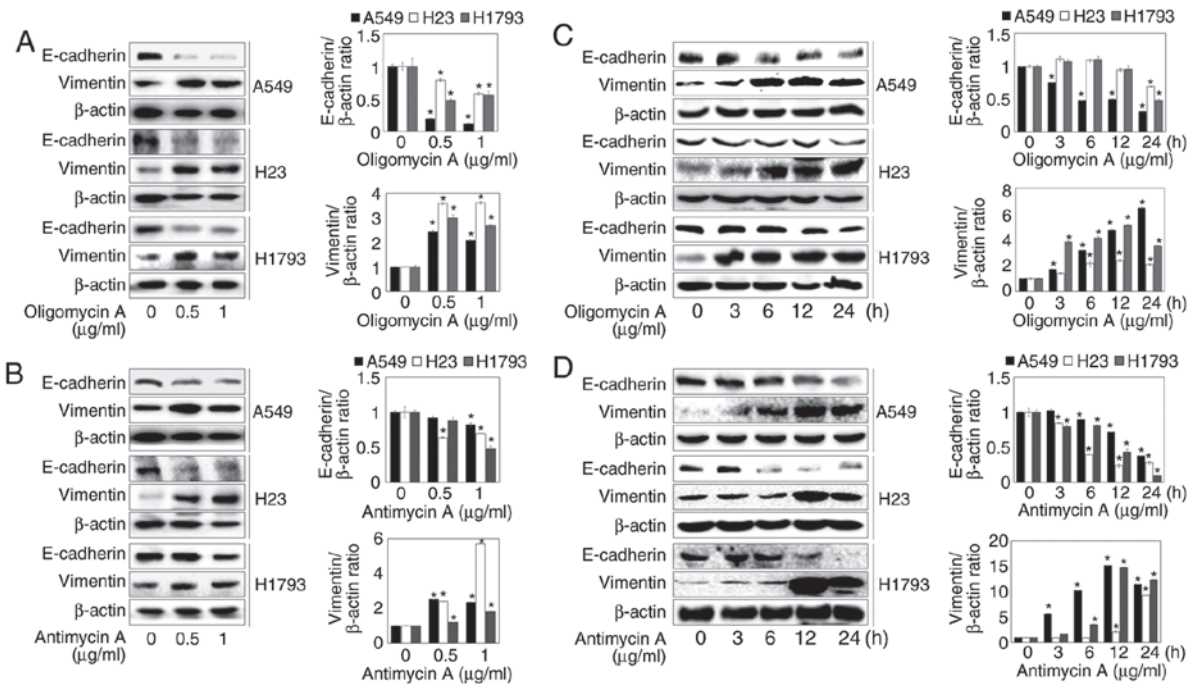 A
E-cadherin
Vimentin
β-actin
A549
E-cadherin
Vimentin
β-actin
H23
E-cadherin
Vimentin
β-actin
H1793
Oligomycin A 0 0.5 1
(μg/ml)
A549 H23 H1793
E-cadherin/
β-actin ratio
1.5
1
0.5
0
* * * * * *
0 0.5 1
Oligomycin A (μg/ml)
Vimentin/
β-actin ratio
4
3
2
1
0
* * * * * *
0 0.5 1
Oligomycin A (μg/ml)
B
E-cadherin
Vimentin
β-actin
A549
E-cadherin
Vimentin
β-actin
H23
E-cadherin
Vimentin
β-actin
H1793
Antimycin A 0 0.5 1
(μg/ml)
A549 H23 H1793
E-cadherin/
β-actin ratio
1.5
1
0.5
0
* * * *
0 0.5 1
Antimycin A (μg/ml)
Vimentin/
β-actin ratio
6
4
2
0
* * * * * *
0 0.5 1
Antimycin A (μg/ml)
C
E-cadherin
Vimentin
β-actin
A549
E-cadherin
Vimentin
β-actin
H23
E-cadherin
Vimentin
β-actin
H1793
Oligomycin A 0 3 6 12 24 (h)
(μg/ml)
A549 H23 H1793
E-cadherin/
β-actin ratio
1.5
1
0.5
0
* * * * * *
0 3 6 12 24 (h)
Oligomycin A (μg/ml)
Vimentin/
β-actin ratio
8
6
4
2
0
* * * * * * * * * * *
0 3 6 12 24 (h)
Oligomycin A (μg/ml)
D
E-cadherin
Vimentin
β-actin
A549
E-cadherin
Vimentin
β-actin
H23
E-cadherin
Vimentin
β-actin
H1793
Antimycin A 0 3 6 12 24 (h)
(μg/ml)
A549 H23 H1793
E-cadherin/
β-actin ratio
1.5
1
0.5
0
* * * * * * * * * * *
0 3 6 12 24 (h)
Antimycin A (μg/ml)
Vimentin/
β-actin ratio
20
15
10
5
0
* * * * * * * * *
0 3 6 12 24 (h)
Antimycin A (μg/ml)